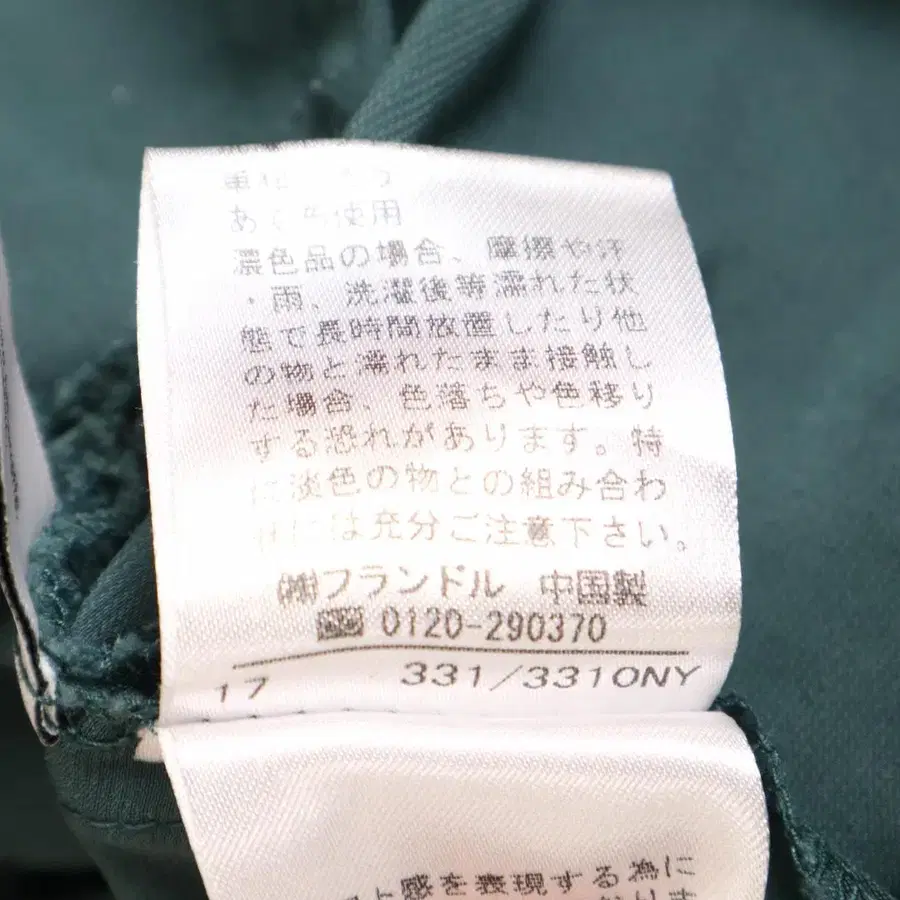 あて布使用
濃色品の場合、摩擦や汗
・雨、洗濯後等濡れた状
態で長時間放置したり他
の物と濡れたまま接触し
た場合、色落ちや色移り
する恐れがあります。特
に淡色の物との組み合わ
せには充分ご注意下さい。
㈱フランドル 中国製
0120-290370
17 331/3310NY
感を表現する為に